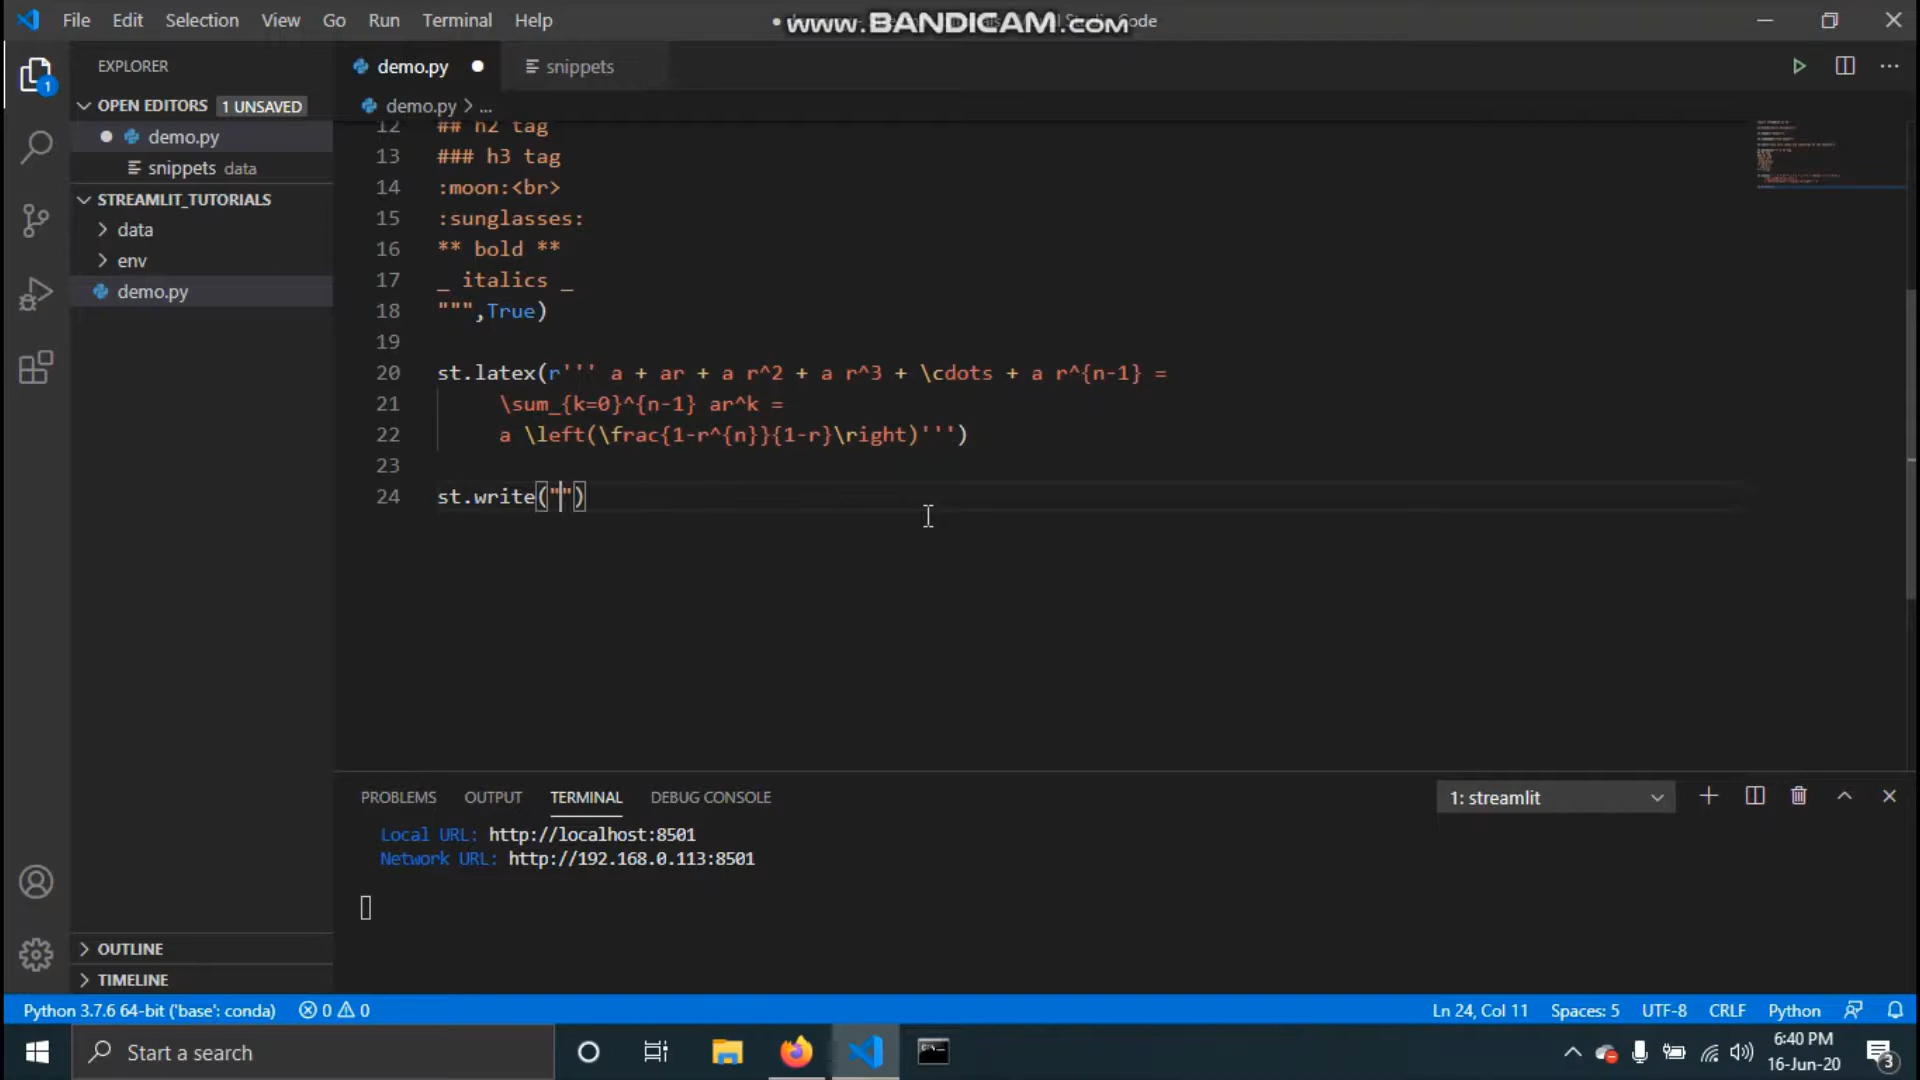 File Edit Selection View Go Run Terminal Help
www.BANDICAM.com
Code
EXPLORER
OPEN EDITORS 1 UNSAVED
demo.py
snippets data
STREAMLIT_TUTORIALS
data
env
demo.py
OUTLINE
TIMELINE
demo.py
snippets
demo.py > ...
12 ## h2 tag
13 ### h3 tag
14 :moon:<br>
15 :sunglasses:
16 ** bold **
17 _ italics _
18 """,True)
19
20 st.latex(r''' a + ar + a r^2 + a r^3 + \cdots + a r^{n-1} =
21 \sum_{k=0}^{n-1} ar^k =
22 a \left(\frac{1-r^{n}}{1-r}\right)''')
23
24 st.write("")
PROBLEMS OUTPUT TERMINAL DEBUG CONSOLE
1: streamlit
Local URL: http://localhost:8501
Network URL: http://192.168.0.113:8501
Python 3.7.6 64-bit ('base': conda) 0 0
Ln 24, Col 11 Spaces: 5 UTF-8 CRLF Python
Start a search
6:40 PM
16-Jun-20
3